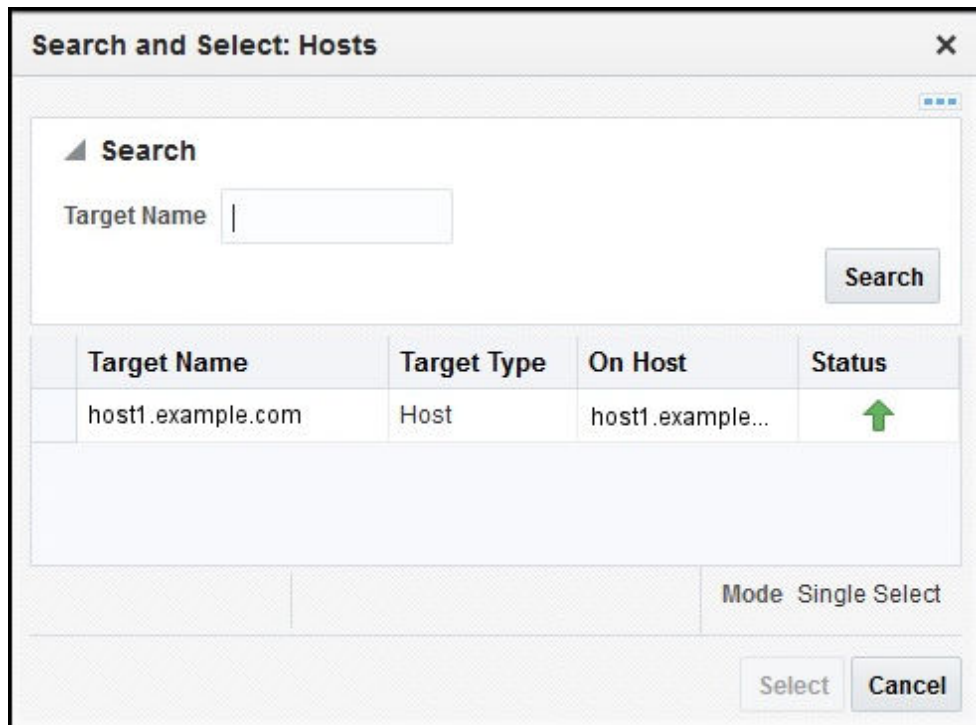 Search and Select: Hosts
Search
Target Name
Search
Target Name Target Type On Host Status
host1.example.com Host host1.example...
Mode Single Select
Select Cancel